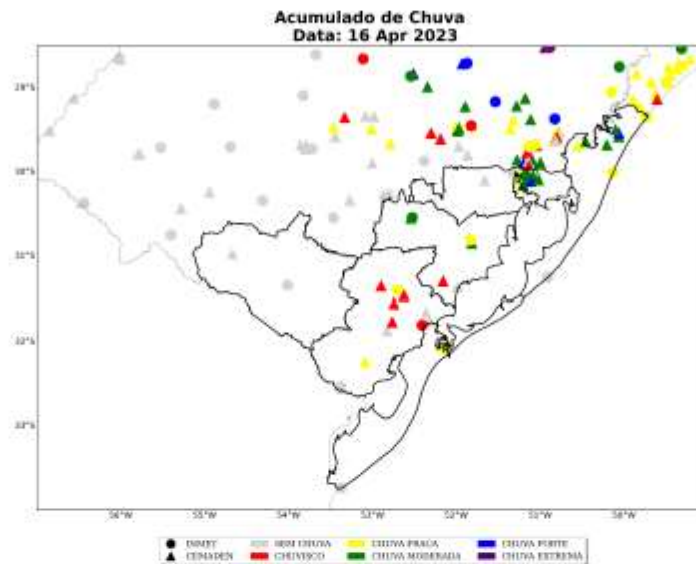 Acumulado de Chuva
Data: 16 Apr 2023
29°S
30°S
31°S
32°S
33°S
56°W
55°W
54°W
53°W
52°W
51°W
50°W
INMET
SEM CHUVA
CHUVA FRACA
CHUVA FORTE
CEMADEN
CHUVISCO
CHUVA MODERADA
CHUVA EXTREMA